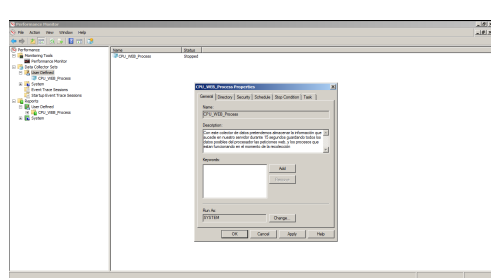 Performance Monitor
File Action View Window Help
Performance
Monitoring Tools
Performance Monitor
Data Collector Sets
User Defined
CPU_WEB_Process
System
Event Trace Sessions
Startup Event Trace Sessions
Reports
User Defined
CPU_WEB_Process
System
Name Status
CPU_WEB_Process Stopped
CPU_WEB_Process Properties
General Directory Security Schedule Stop Condition Task
Name:
CPU_WEB_Process
Description:
Con este colector de datos pretendemos almacenar la información que
sucede en nuestro servidor durante 15 segundos guardando todos los
datos posibles del procesador las peticiones web, y los procesos que
estan funcionando en el momento de la recolección
Keywords:
Add
Remove
Run As:
SYSTEM
Change...
OK Cancel Apply Help